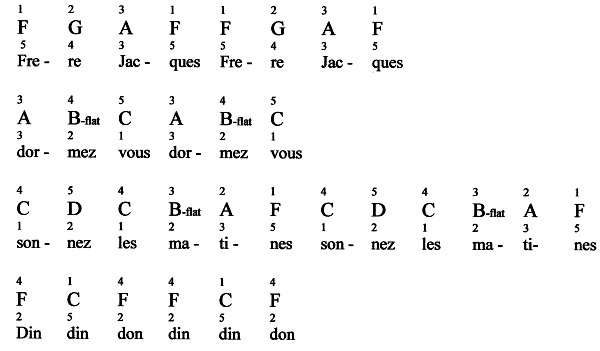 1 2 3 1 1 2 3 1
F G A F F G A F
5 4 3 5 5 4 3 5
Fre - re Jac - ques Fre - re Jac - ques
3 4 5 3 4 5
A B-flat C A B-flat C
3 2 1 3 2 1
dor - mez vous dor - mez vous
4 5 4 3 2 1 4 5 4 3 2 1
C D C B-flat A F C D C B-flat A F
1 2 1 2 3 5 1 2 1 2 3 5
son - nez les ma - ti - nes son - nez les ma - ti- nes
4 1 4 4 1 4
F C F F C F
2 5 2 2 5 2
Din din don din din don